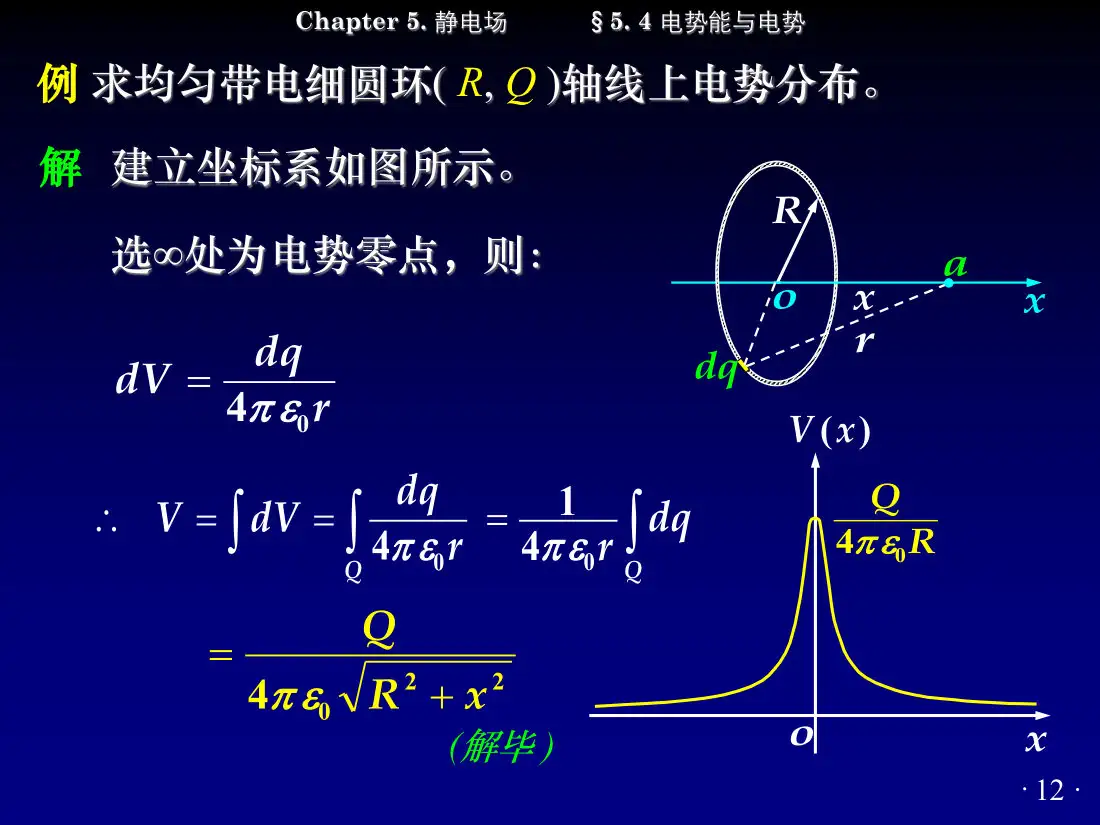 Chapter 5. 静电场 §5. 4 电势能与电势
例 求均匀带电细圆环( R, Q )轴线上电势分布。
解 建立坐标系如图所示。
选∞处为电势零点，则：
R
a
o
x
x
r
dq
dV = dq / 4πε₀r
V (x)
∴ V = ∫dV = ∫_Q dq / 4πε₀r = 1 / 4πε₀r ∫_Q dq
Q / 4πε₀R
= Q / 4πε₀√(R² + x²)
(解毕)
o
x
· 12 ·